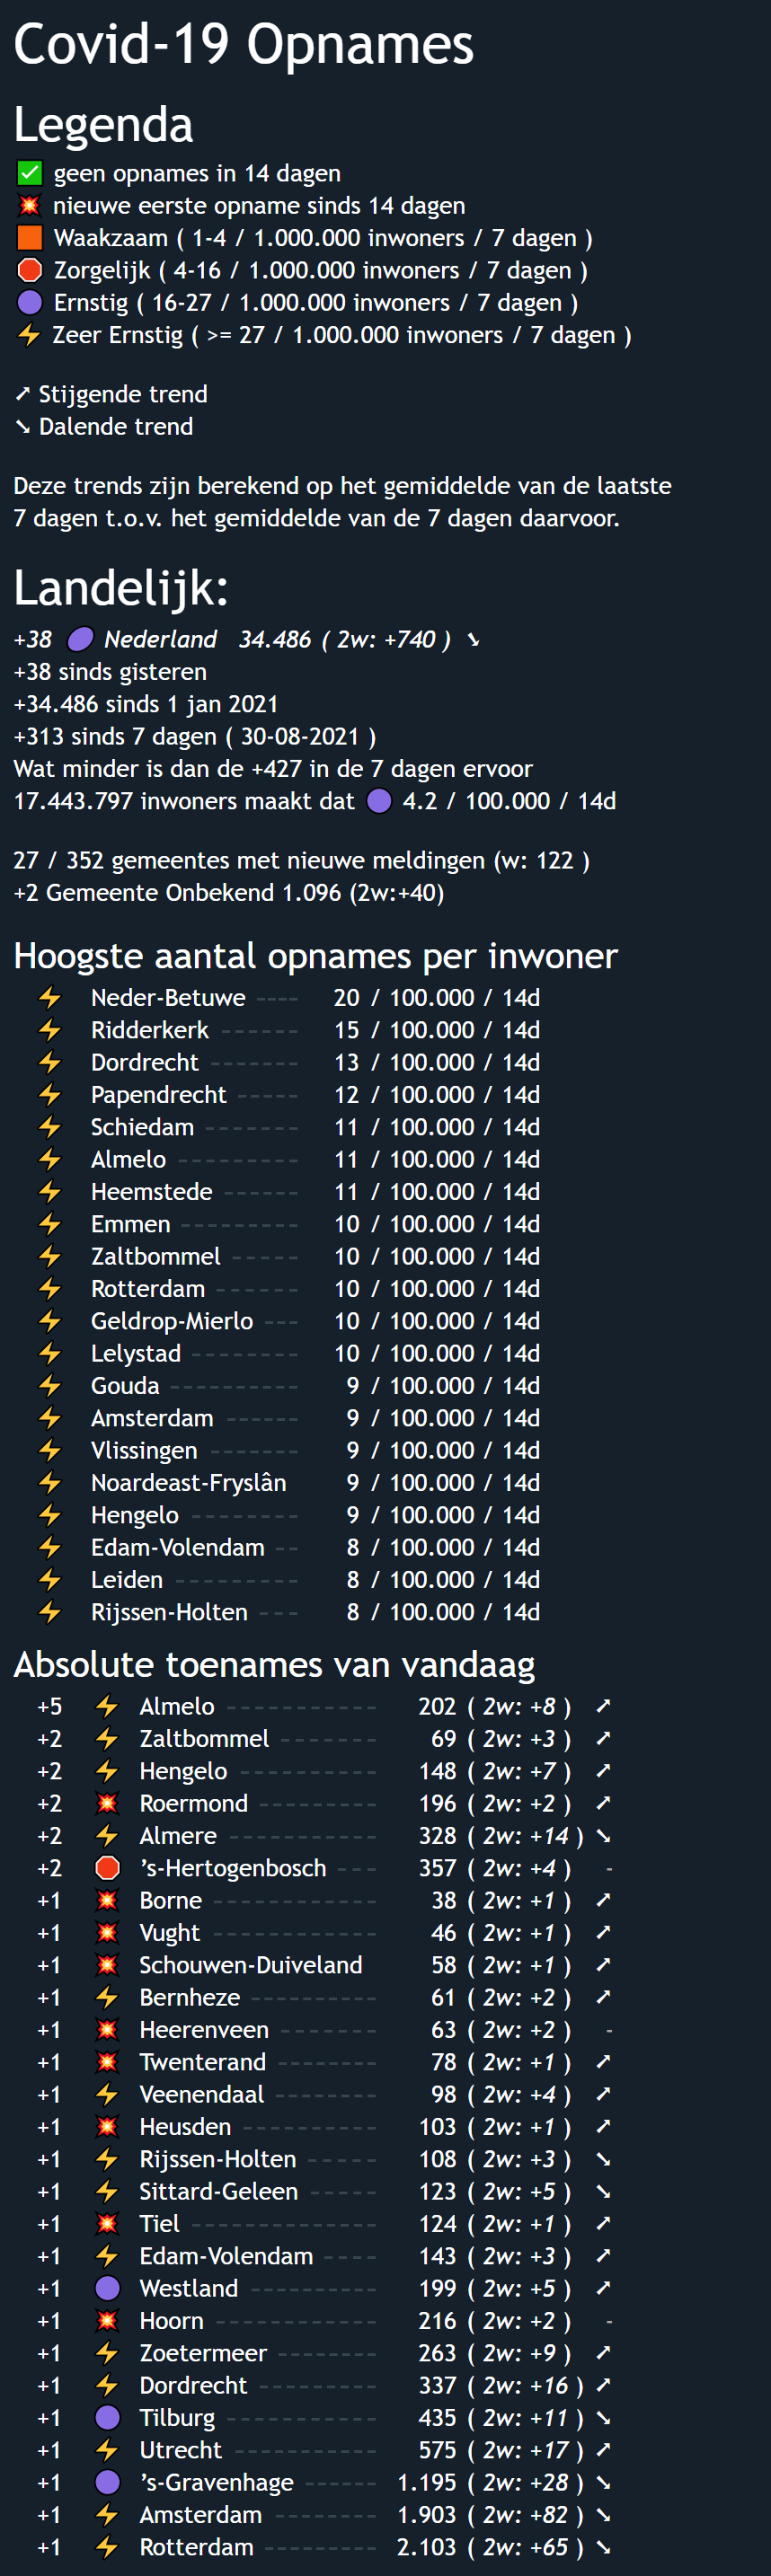 Covid-19 Opnames
Legenda
✅ geen opnames in 14 dagen
💥 nieuwe eerste opname sinds 14 dagen
🟧 Waakzaam ( 1-4 / 1.000.000 inwoners / 7 dagen )
🛑 Zorgelijk ( 4-16 / 1.000.000 inwoners / 7 dagen )
🟣 Ernstig ( 16-27 / 1.000.000 inwoners / 7 dagen )
⚡ Zeer Ernstig ( >= 27 / 1.000.000 inwoners / 7 dagen )
➚ Stijgende trend
➘ Dalende trend
Deze trends zijn berekend op het gemiddelde van de laatste
7 dagen t.o.v. het gemiddelde van de 7 dagen daarvoor.
Landelijk:
+38 🟣 Nederland 34.486 ( 2w: +740 ) ➘
+38 sinds gisteren
+34.486 sinds 1 jan 2021
+313 sinds 7 dagen ( 30-08-2021 )
Wat minder is dan de +427 in de 7 dagen ervoor
17.443.797 inwoners maakt dat 🟣 4.2 / 100.000 / 14d
27 / 352 gemeentes met nieuwe meldingen (w: 122 )
+2 Gemeente Onbekend 1.096 (2w:+40)
Hoogste aantal opnames per inwoner
⚡ Neder-Betuwe ---- 20 / 100.000 / 14d
⚡ Ridderkerk ------ 15 / 100.000 / 14d
⚡ Dordrecht ------- 13 / 100.000 / 14d
⚡ Papendrecht ----- 12 / 100.000 / 14d
⚡ Schiedam ------- 11 / 100.000 / 14d
⚡ Almelo --------- 11 / 100.000 / 14d
⚡ Heemstede ------ 11 / 100.000 / 14d
⚡ Emmen --------- 10 / 100.000 / 14d
⚡ Zaltbommel ----- 10 / 100.000 / 14d
⚡ Rotterdam ------ 10 / 100.000 / 14d
⚡ Geldrop-Mierlo --- 10 / 100.000 / 14d
⚡ Lelystad -------- 10 / 100.000 / 14d
⚡ Gouda ---------- 9 / 100.000 / 14d
⚡ Amsterdam ------ 9 / 100.000 / 14d
⚡ Vlissingen ------- 9 / 100.000 / 14d
⚡ Noardeast-Fryslân 9 / 100.000 / 14d
⚡ Hengelo -------- 9 / 100.000 / 14d
⚡ Edam-Volendam -- 8 / 100.000 / 14d
⚡ Leiden --------- 8 / 100.000 / 14d
⚡ Rijssen-Holten --- 8 / 100.000 / 14d
Absolute toenames van vandaag
+5 ⚡ Almelo ------------ 202 ( 2w: +8 ) ➚
+2 ⚡ Zaltbommel -------- 69 ( 2w: +3 ) ➚
+2 ⚡ Hengelo ----------- 148 ( 2w: +7 ) ➚
+2 💥 Roermond --------- 196 ( 2w: +2 ) ➚
+2 ⚡ Almere ------------ 328 ( 2w: +14 ) ➘
+2 🛑 's-Hertogenbosch --- 357 ( 2w: +4 ) -
+1 💥 Borne ------------- 38 ( 2w: +1 ) ➚
+1 💥 Vught ------------- 46 ( 2w: +1 ) ➚
+1 💥 Schouwen-Duiveland 58 ( 2w: +1 ) ➚
+1 ⚡ Bernheze ---------- 61 ( 2w: +2 ) ➚
+1 💥 Heerenveen ------- 63 ( 2w: +2 ) -
+1 💥 Twenterand -------- 78 ( 2w: +1 ) ➚
+1 ⚡ Veenendaal -------- 98 ( 2w: +4 ) ➚
+1 💥 Heusden ---------- 103 ( 2w: +1 ) ➚
+1 ⚡ Rijssen-Holten ----- 108 ( 2w: +3 ) ➘
+1 ⚡ Sittard-Geleen ----- 123 ( 2w: +5 ) ➘
+1 💥 Tiel --------------- 124 ( 2w: +1 ) ➚
+1 ⚡ Edam-Volendam ---- 143 ( 2w: +3 ) ➚
+1 🟣 Westland ---------- 199 ( 2w: +5 ) ➚
+1 💥 Hoorn ------------- 216 ( 2w: +2 ) -
+1 ⚡ Zoetermeer -------- 263 ( 2w: +9 ) ➚
+1 ⚡ Dordrecht --------- 337 ( 2w: +16 ) ➚
+1 🟣 Tilburg ------------ 435 ( 2w: +11 ) ➘
+1 ⚡ Utrecht ----------- 575 ( 2w: +17 ) ➚
+1 🟣 's-Gravenhage ------ 1.195 ( 2w: +28 ) ➘
+1 ⚡ Amsterdam -------- 1.903 ( 2w: +82 ) ➘
+1 ⚡ Rotterdam --------- 2.103 ( 2w: +65 ) ➘